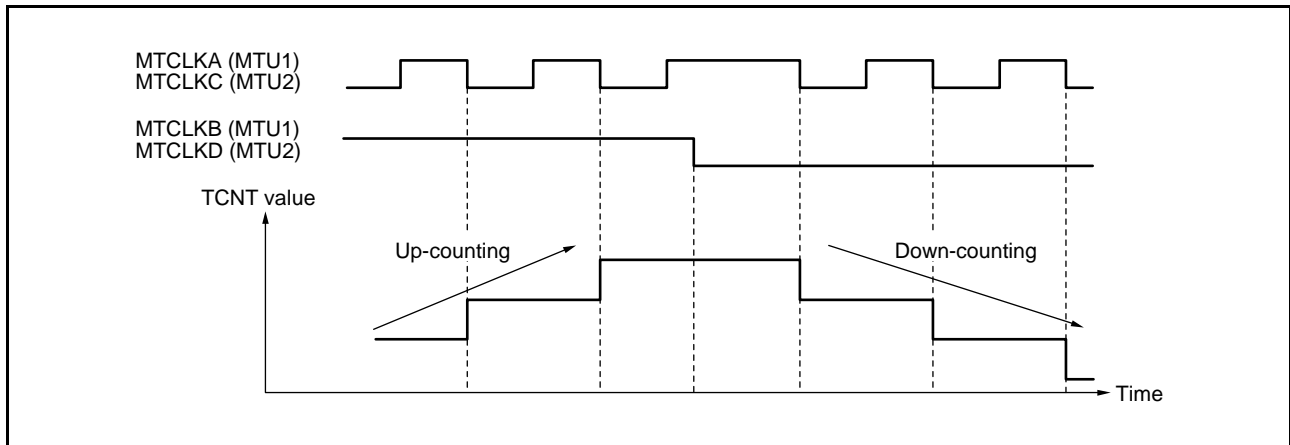 MTCLKA (MTU1)
MTCLKC (MTU2)
MTCLKB (MTU1)
MTCLKD (MTU2)
TCNT value
Up-counting
Down-counting
Time